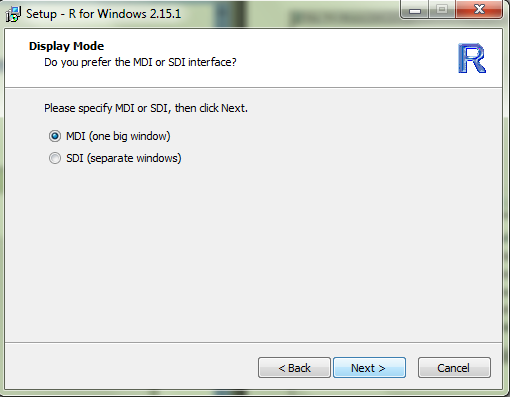 Setup - R for Windows 2.15.1
Display Mode
Do you prefer the MDI or SDI interface?
R
Please specify MDI or SDI, then click Next.
MDI (one big window)
SDI (separate windows)
< Back
Next >
Cancel